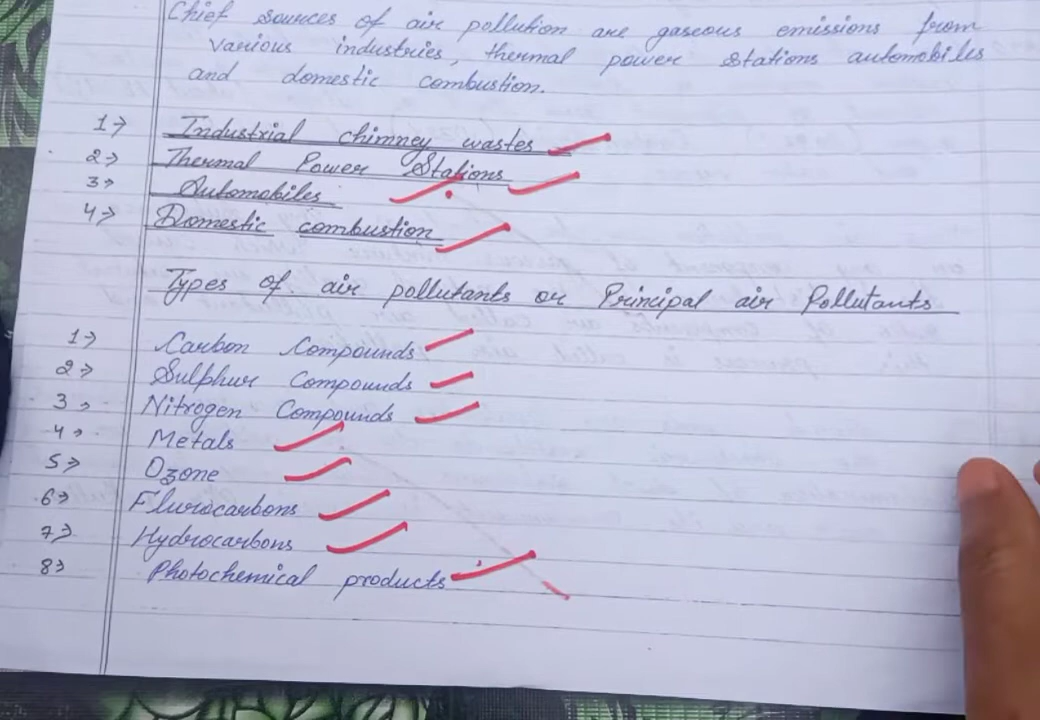 Chief sources of air pollution are gaseous emissions from
various industries, thermal power stations automobiles
and domestic combustion.
1→ Industrial chimney wastes
2→ Thermal Power Stations
3→ Automobiles
4→ Domestic combustion
Types of air pollutants or Principal air Pollutants
1→ Carbon Compounds
2→ Sulphur Compounds
3→ Nitrogen Compounds
4→ Metals
5→ Ozone
6→ Flurocarbons
7→ Hydrocarbons
8→ Photochemical products